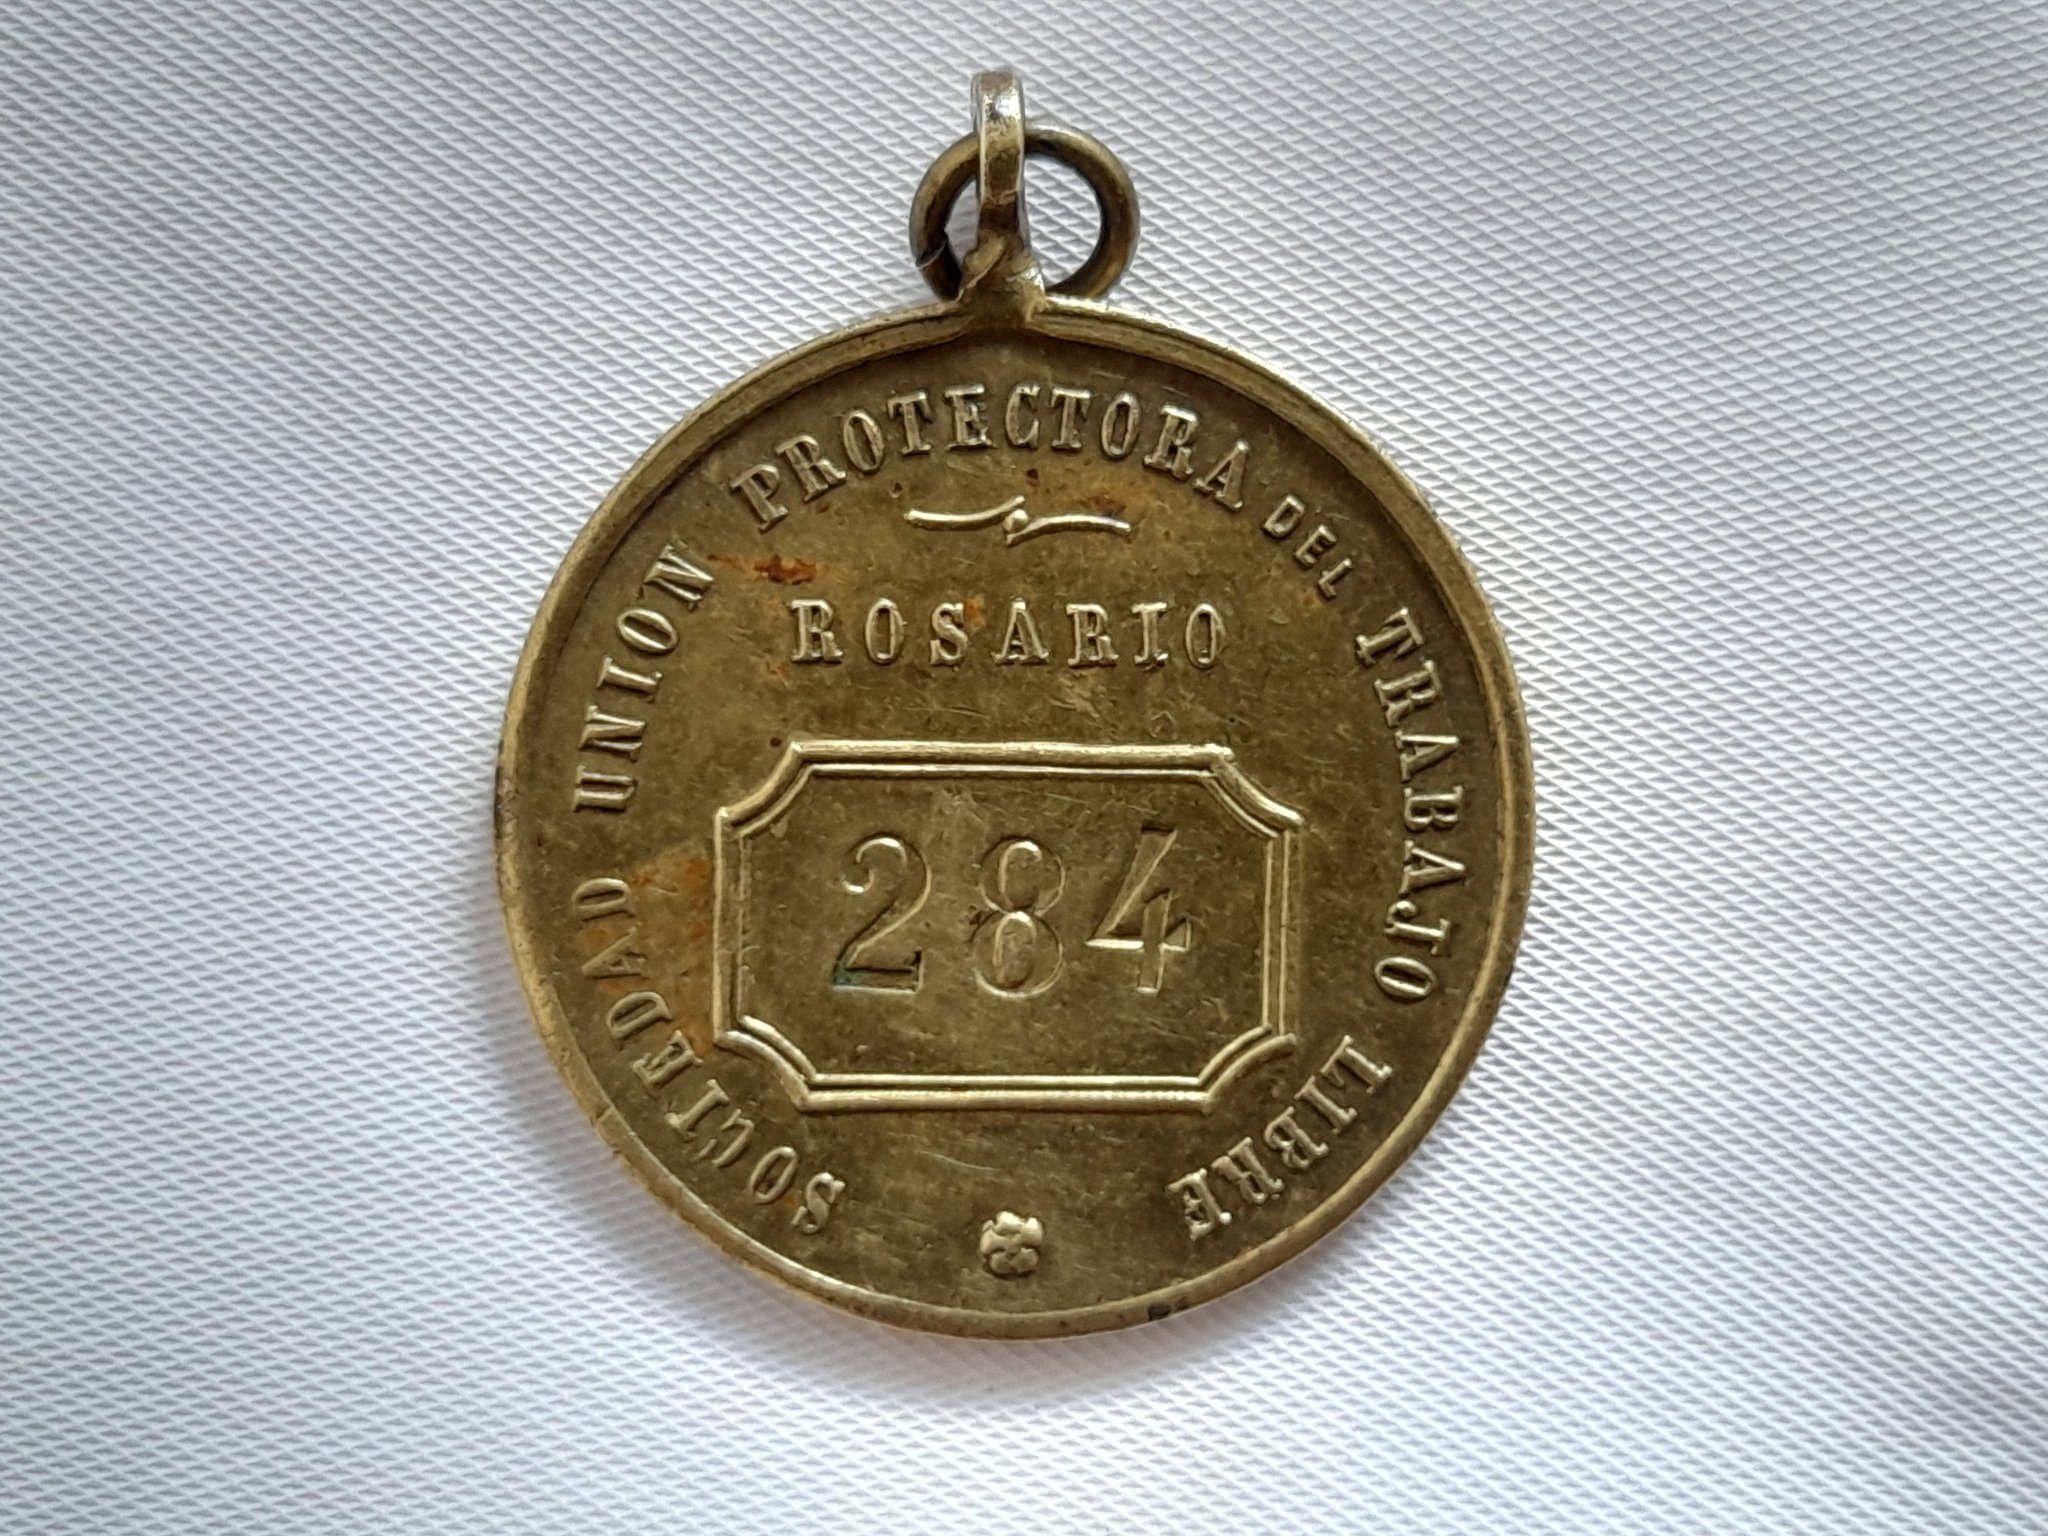 SOCIEDAD UNION PROTECTORA DEL TRABAJO LIBRE
ROSARIO
284